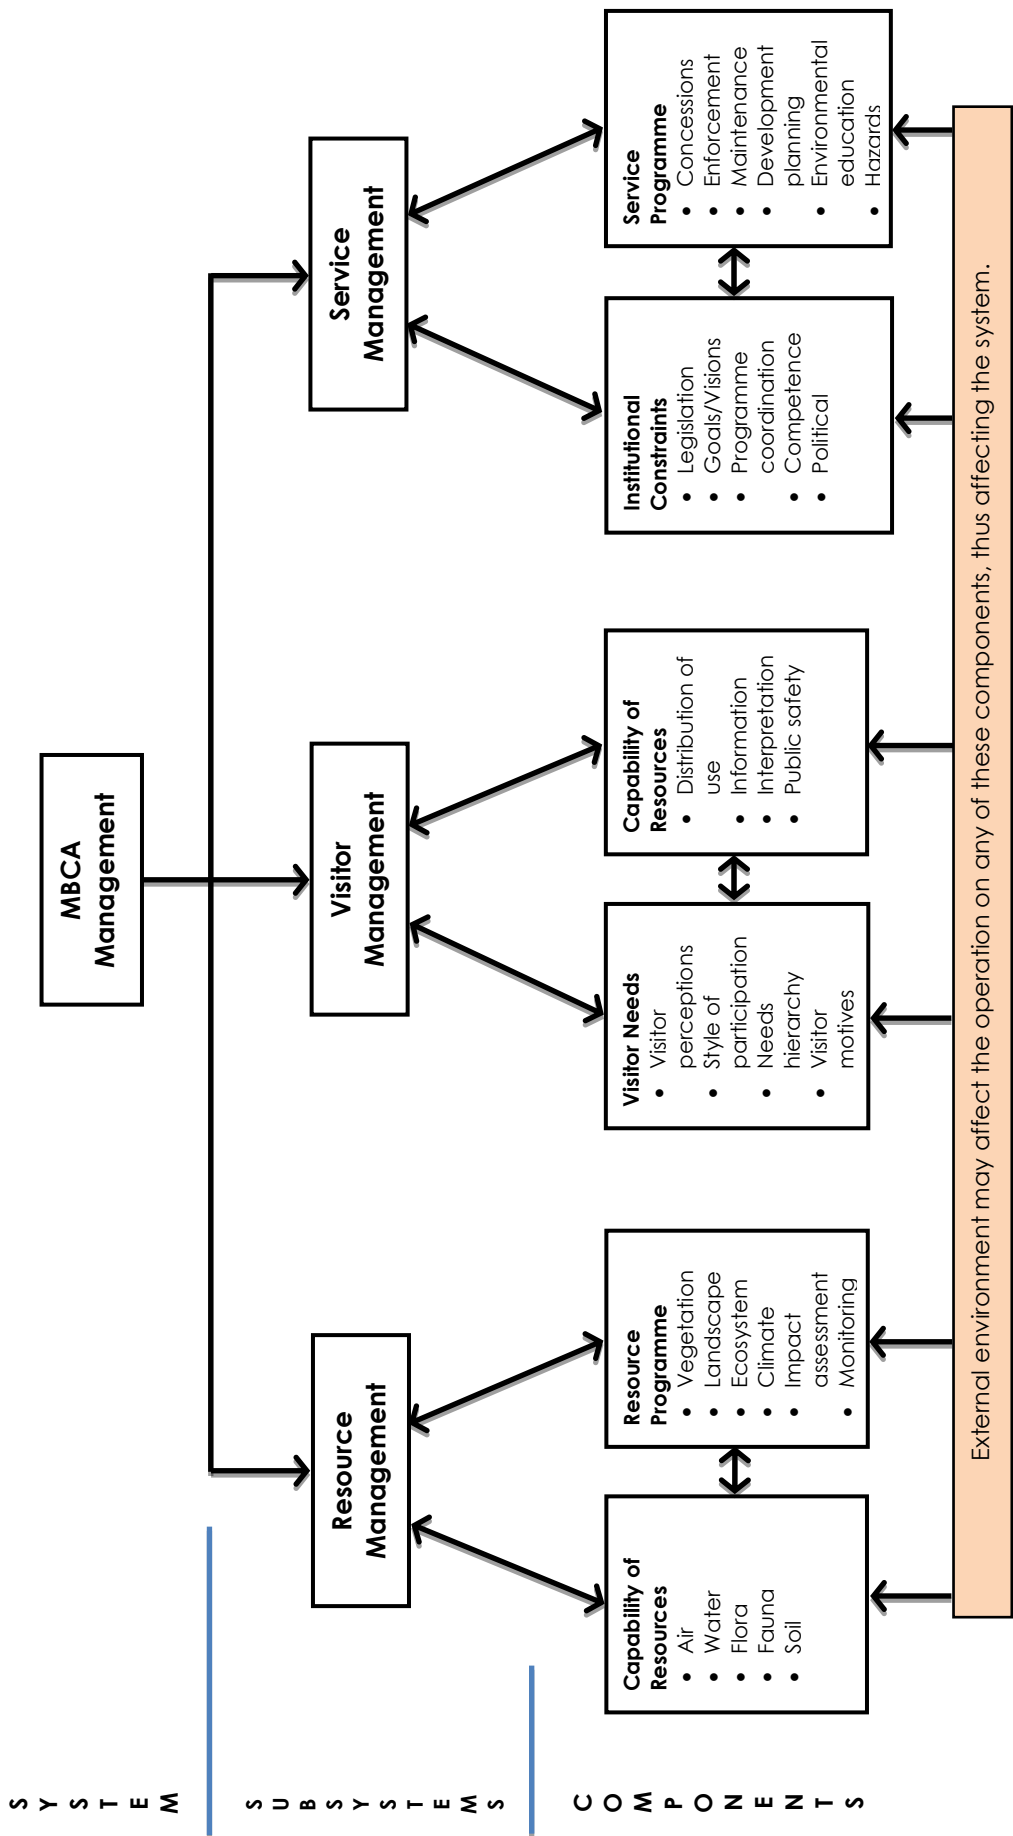 SYSTEM
MBCA
Management
SUBSYSTEMS
Resource
Management
Visitor
Management
Service
Management
COMPONENTS
Capability of
Resources
• Air
• Water
• Flora
• Fauna
• Soil
Resource
Programme
• Vegetation
• Landscape
• Ecosystem
• Climate
• Impact
assessment
• Monitoring
Visitor Needs
• Visitor
perceptions
• Style of
participation
• Needs
hierarchy
• Visitor
motives
Capability of
Resources
• Distribution of
use
• Information
• Interpretation
• Public safety
Institutional
Constraints
• Legislation
• Goals/Visions
• Programme
coordination
• Competence
• Political
Service
Programme
• Concessions
• Enforcement
• Maintenance
• Development
planning
• Environmental
education
• Hazards
External environment may affect the operation on any of these components, thus affecting the system.